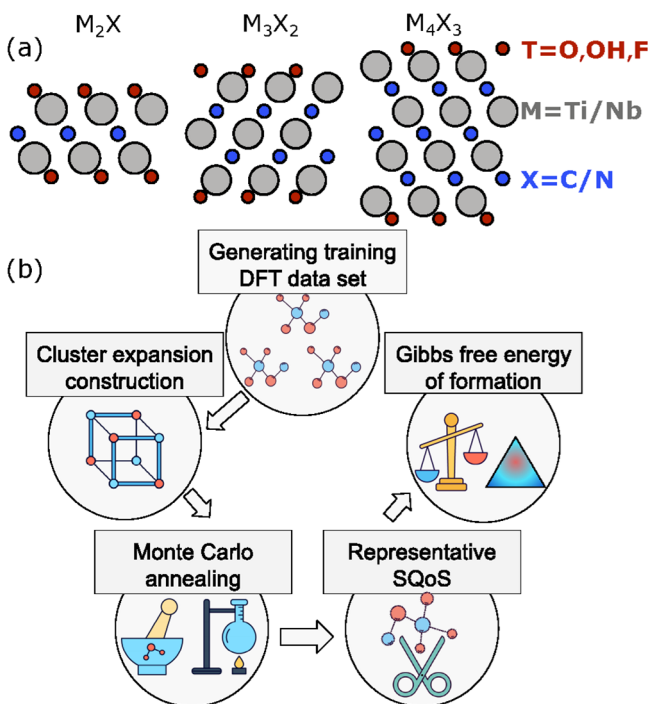 M₂X M₃X₂ M₄X₃
(a)
T=O,OH,F
M=Ti/Nb
X=C/N
(b)
Generating training
DFT data set
Cluster expansion
construction
Gibbs free energy
of formation
Monte Carlo
annealing
Representative
SQoS